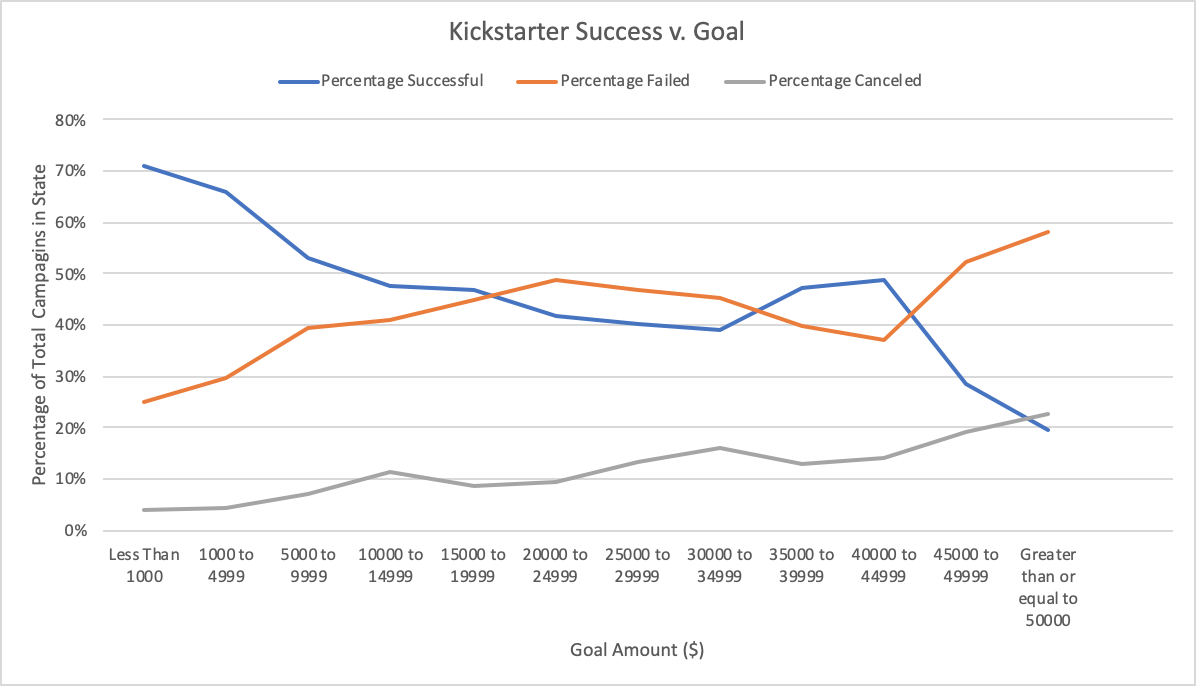 Kickstarter Success v. Goal
Percentage Successful Percentage Failed Percentage Canceled
80%
70%
60%
50%
40%
30%
20%
10%
0%
Percentage of Total Campagins in State
Less Than 1000 to 5000 to 10000 to 15000 to 20000 to 25000 to 30000 to 35000 to 40000 to 45000 to Greater
1000 4999 9999 14999 19999 24999 29999 34999 39999 44999 49999 than or
equal to
50000
Goal Amount ($)